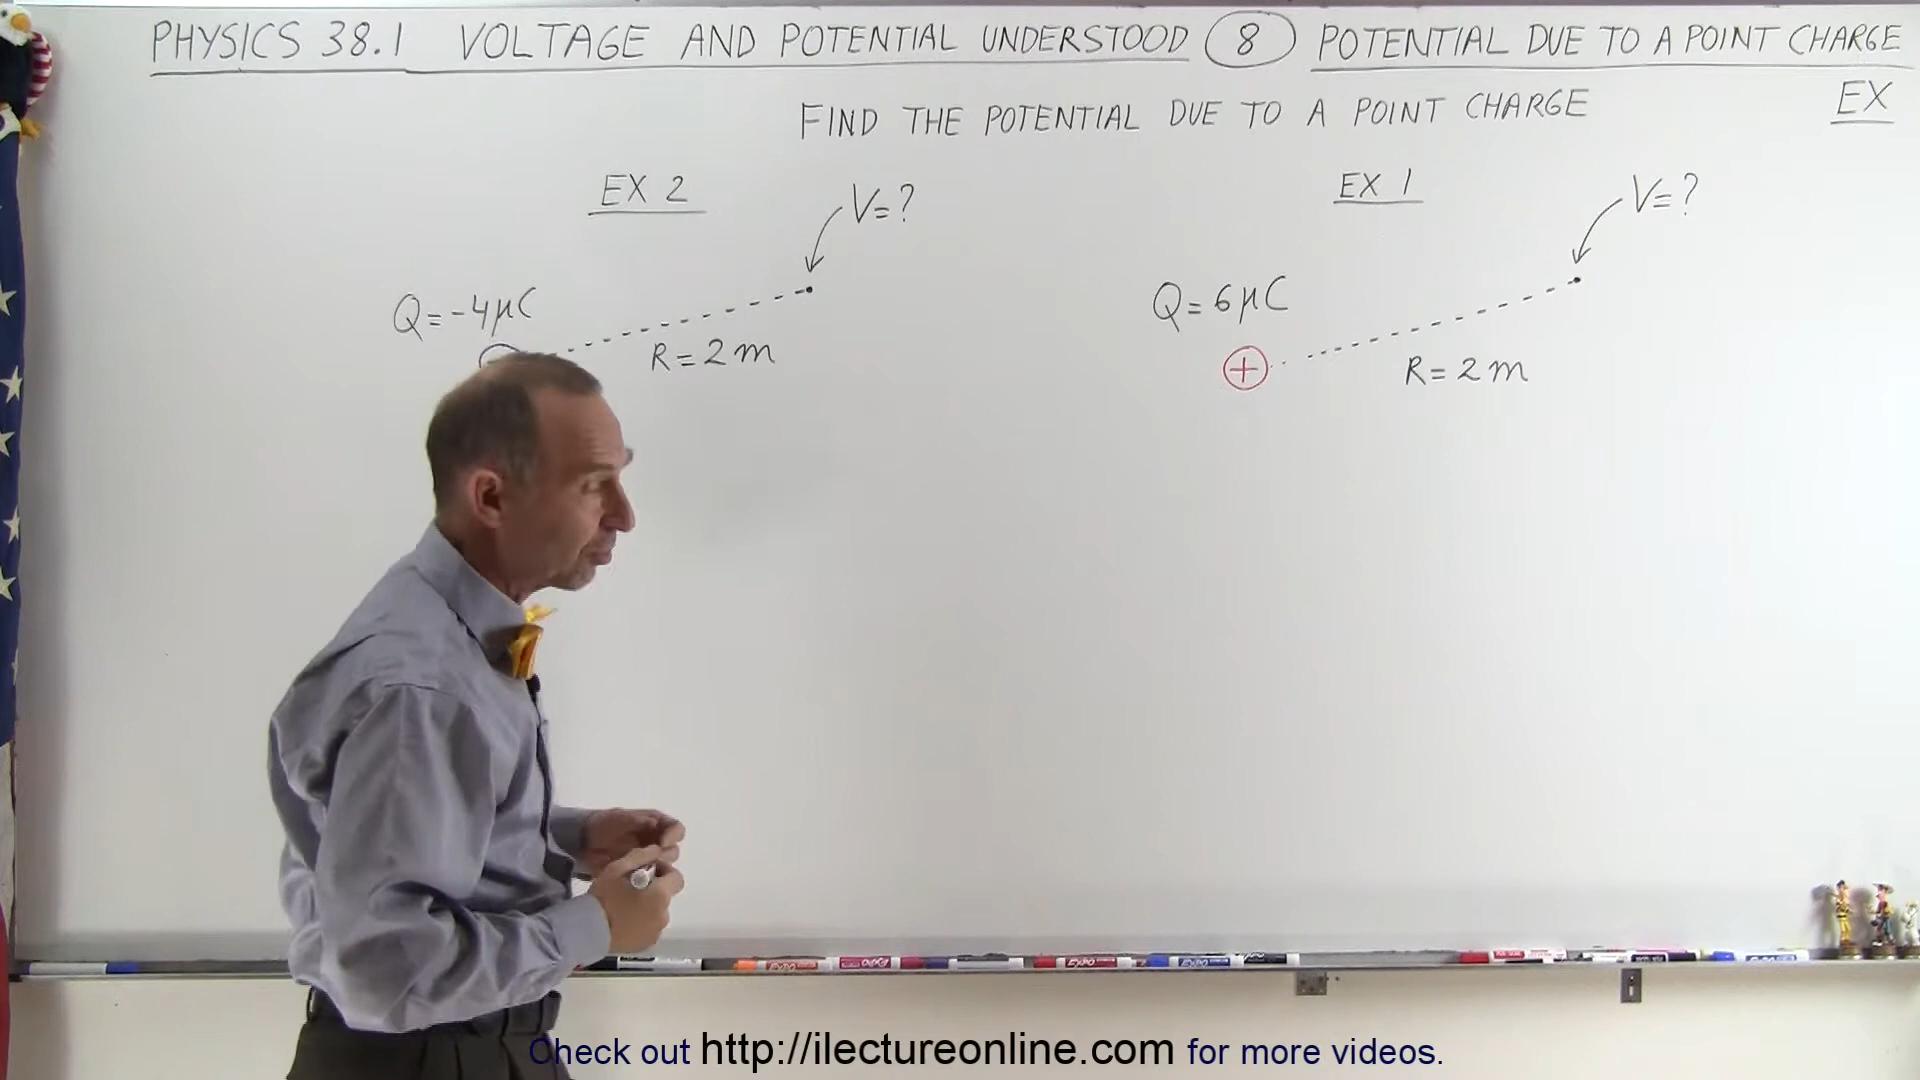 PHYSICS 38.1 VOLTAGE AND POTENTIAL UNDERSTOOD 8 POTENTIAL DUE TO A POINT CHARGE
EX
FIND THE POTENTIAL DUE TO A POINT CHARGE
EX 2
V=?
Q=-4μC
R=2m
EX 1
V=?
Q=6μC
+
R=2m
Check out http://ilectureonline.com for more videos.